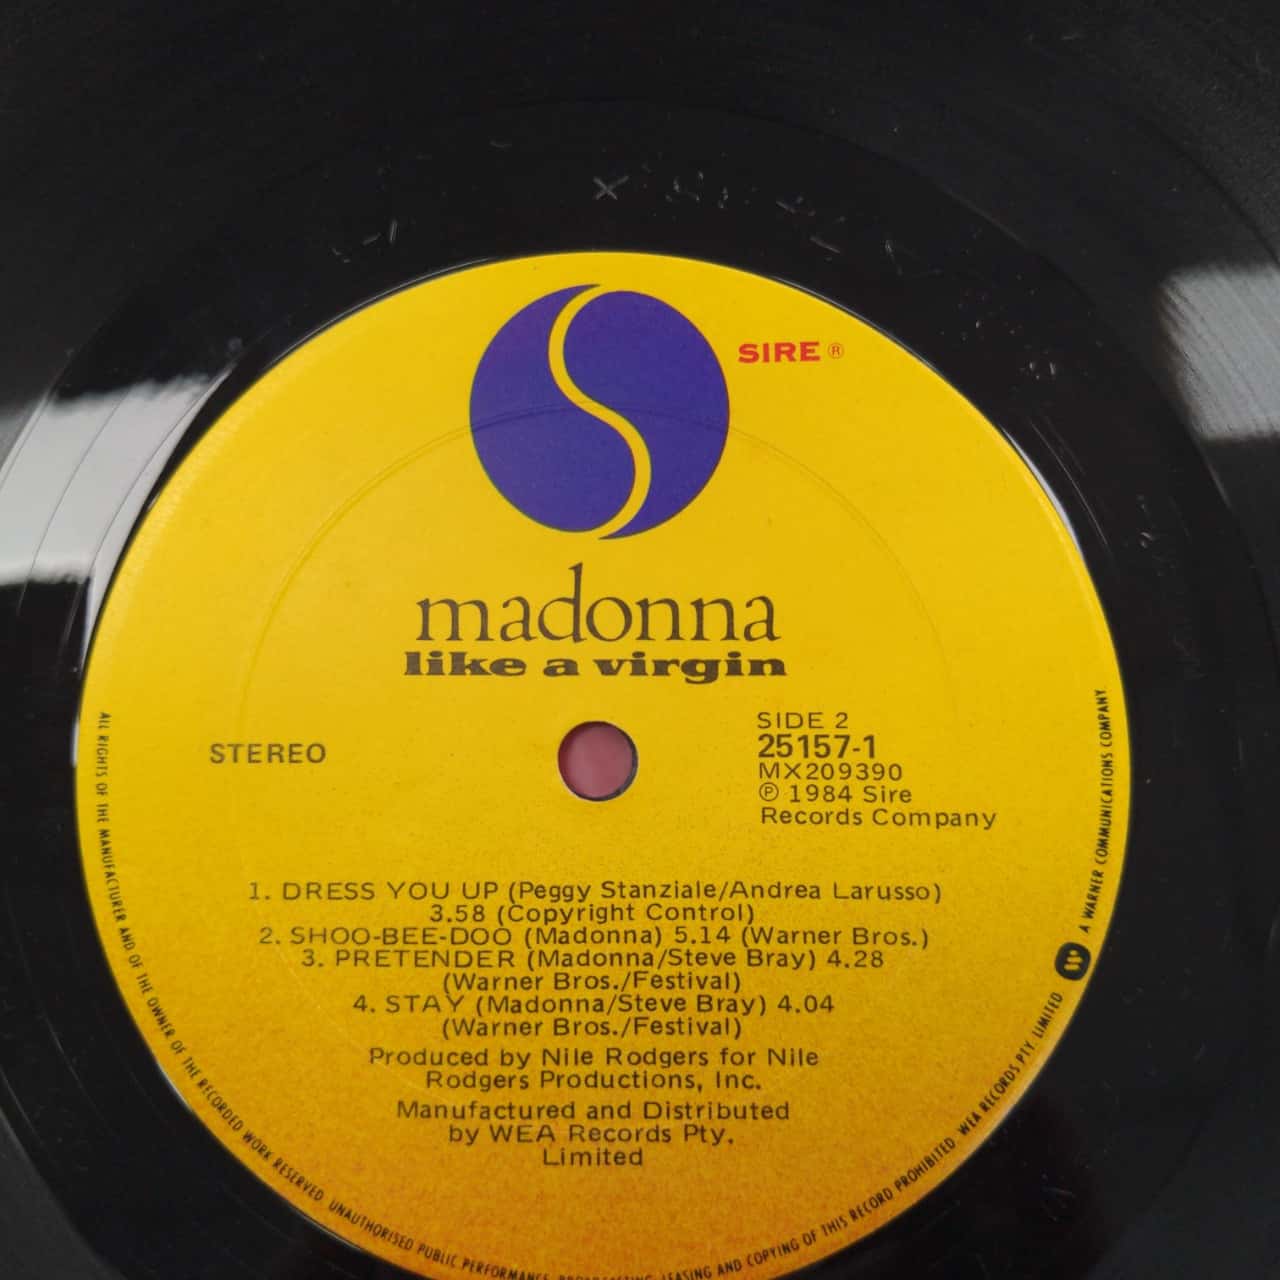 SIRE ®
madonna
like a virgin
STEREO
SIDE 2
25157-1
MX209390
℗ 1984 Sire
Records Company
1. DRESS YOU UP (Peggy Stanziale/Andrea Larusso)
3.58 (Copyright Control)
2. SHOO-BEE-DOO (Madonna) 5.14 (Warner Bros.)
3. PRETENDER (Madonna/Steve Bray) 4.28
(Warner Bros./Festival)
4. STAY (Madonna/Steve Bray) 4.04
(Warner Bros./Festival)
Produced by Nile Rodgers for Nile
Rodgers Productions, Inc.
Manufactured and Distributed
by WEA Records Pty.
Limited
ALL RIGHTS OF THE MANUFACTURER AND OF THE OWNER OF THE RECORDED WORK RESERVED. UNAUTHORISED PUBLIC PERFORMANCE, LEASING AND COPYING OF THIS RECORD PROHIBITED. WEA RECORDS PTY. LIMITED A WARNER COMMUNICATIONS COMPANY